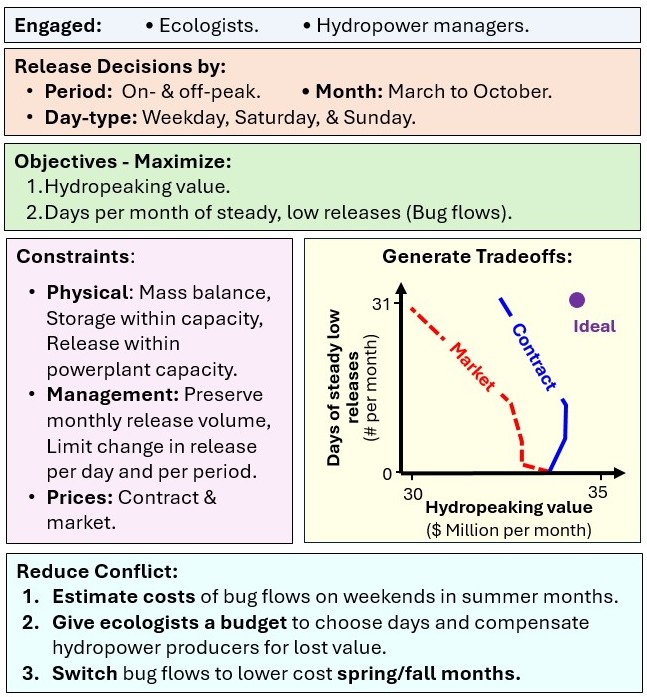 Engaged: • Ecologists. • Hydropower managers.
Release Decisions by:
• Period: On- & off-peak. • Month: March to October.
• Day-type: Weekday, Saturday, & Sunday.
Objectives - Maximize:
1.Hydropeaking value.
2.Days per month of steady, low releases (Bug flows).
Constraints:
• Physical: Mass balance,
Storage within capacity,
Release within
powerplant capacity.
• Management: Preserve
monthly release volume,
Limit change in release
per day and per period.
• Prices: Contract &
market.
Generate Tradeoffs:
Days of steady low
releases
(# per month)
31
0
Market
Contract
Ideal
30
35
Hydropeaking value
($ Million per month)
Reduce Conflict:
1. Estimate costs of bug flows on weekends in summer months.
2. Give ecologists a budget to choose days and compensate
hydropower producers for lost value.
3. Switch bug flows to lower cost spring/fall months.